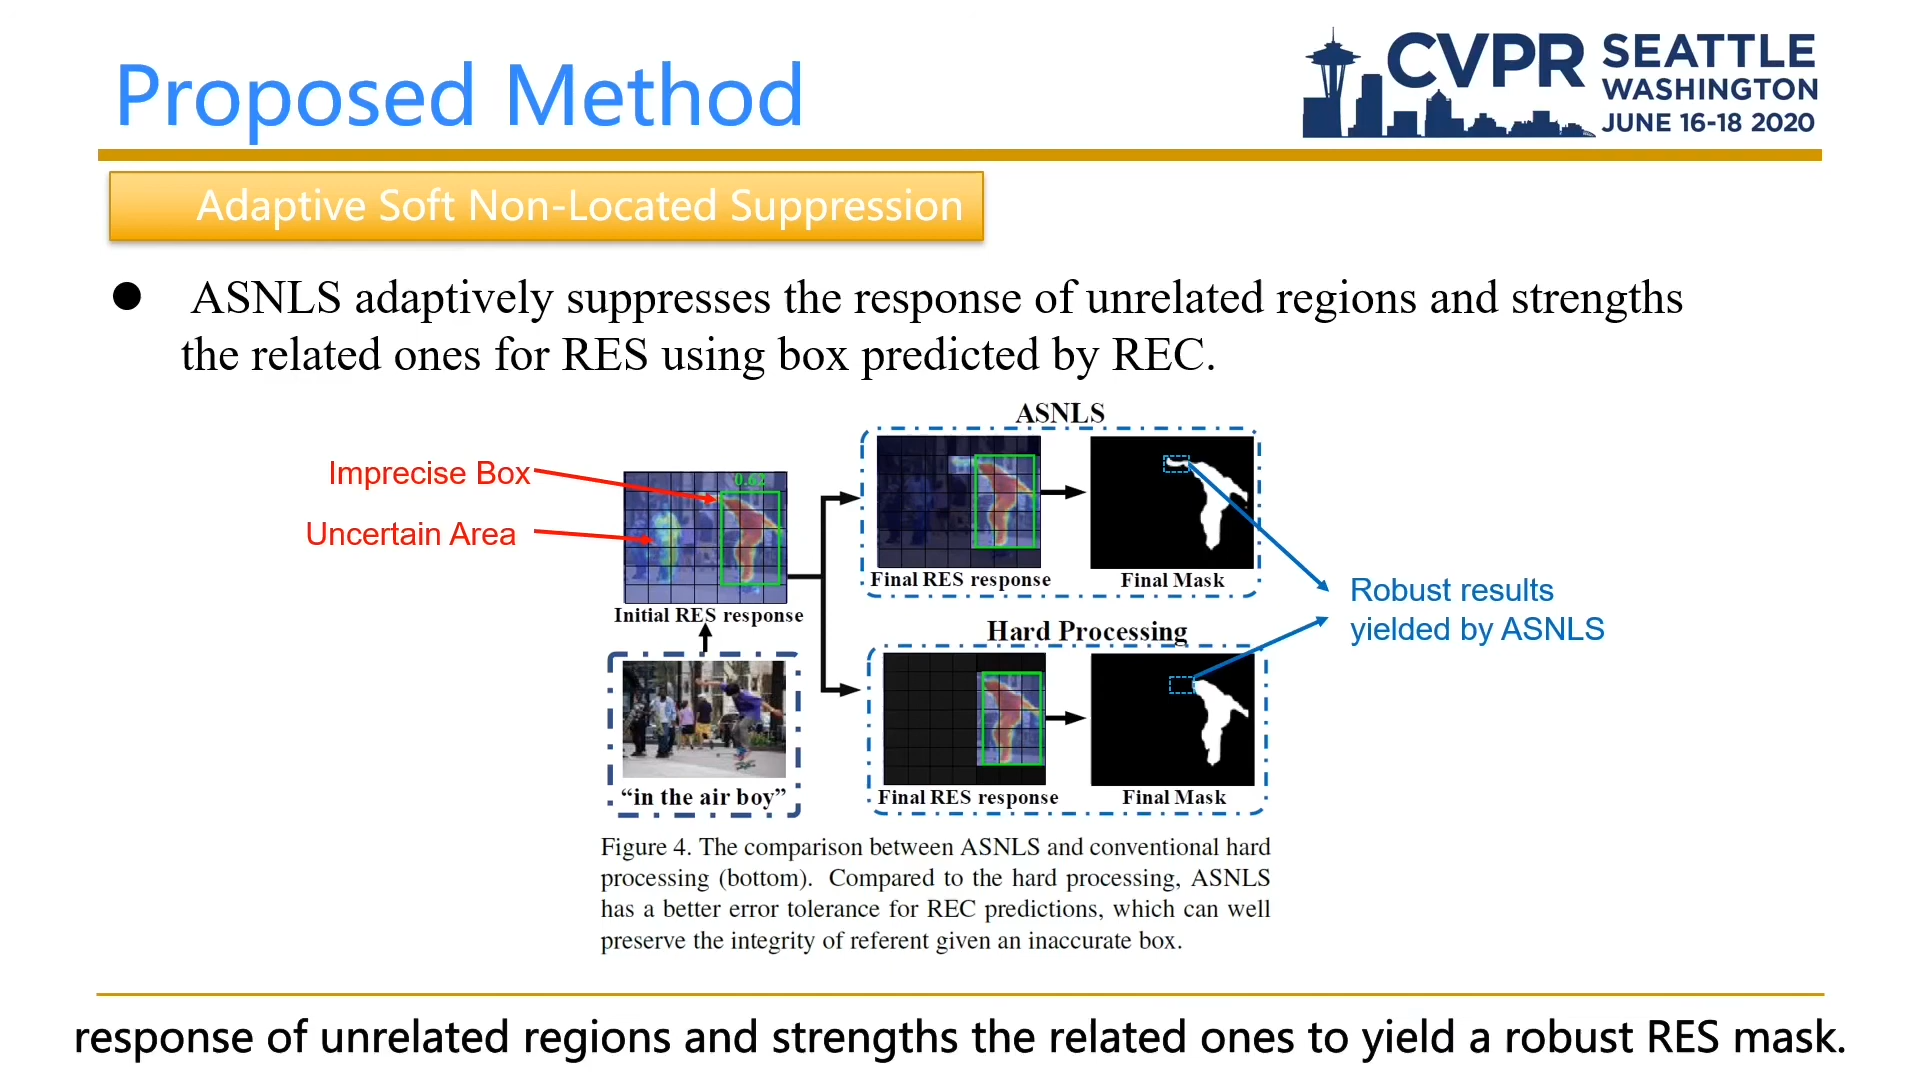 Proposed Method
CVPR SEATTLE
WASHINGTON
JUNE 16-18 2020
Adaptive Soft Non-Located Suppression
● ASNLS adaptively suppresses the response of unrelated regions and strengths
the related ones for RES using box predicted by REC.
ASNLS
Imprecise Box
0.62
Uncertain Area
Final RES response
Final Mask
Initial RES response
Robust results
yielded by ASNLS
Hard Processing
"in the air boy"
Final RES response
Final Mask
Figure 4. The comparison between ASNLS and conventional hard
processing (bottom). Compared to the hard processing, ASNLS
has a better error tolerance for REC predictions, which can well
preserve the integrity of referent given an inaccurate box.
response of unrelated regions and strengths the related ones to yield a robust RES mask.